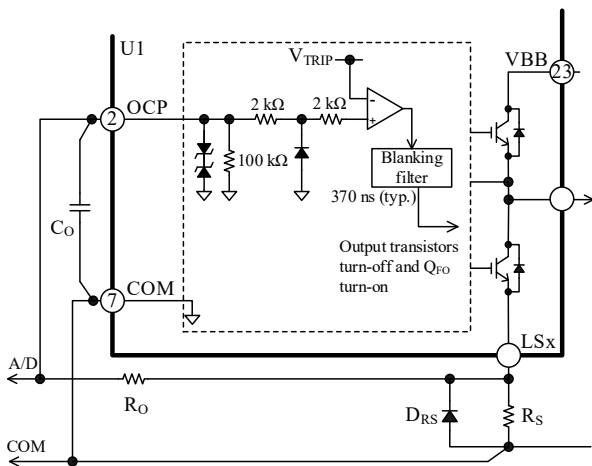 U1
VTRIP
VBB
23
2
OCP
2 kΩ
2 kΩ
-
+
100 kΩ
Blanking
filter
370 ns (typ.)
CO
Output transistors
turn-off and QFO
turn-on
COM
7
LSx
A/D
RO
DRS
RS
COM